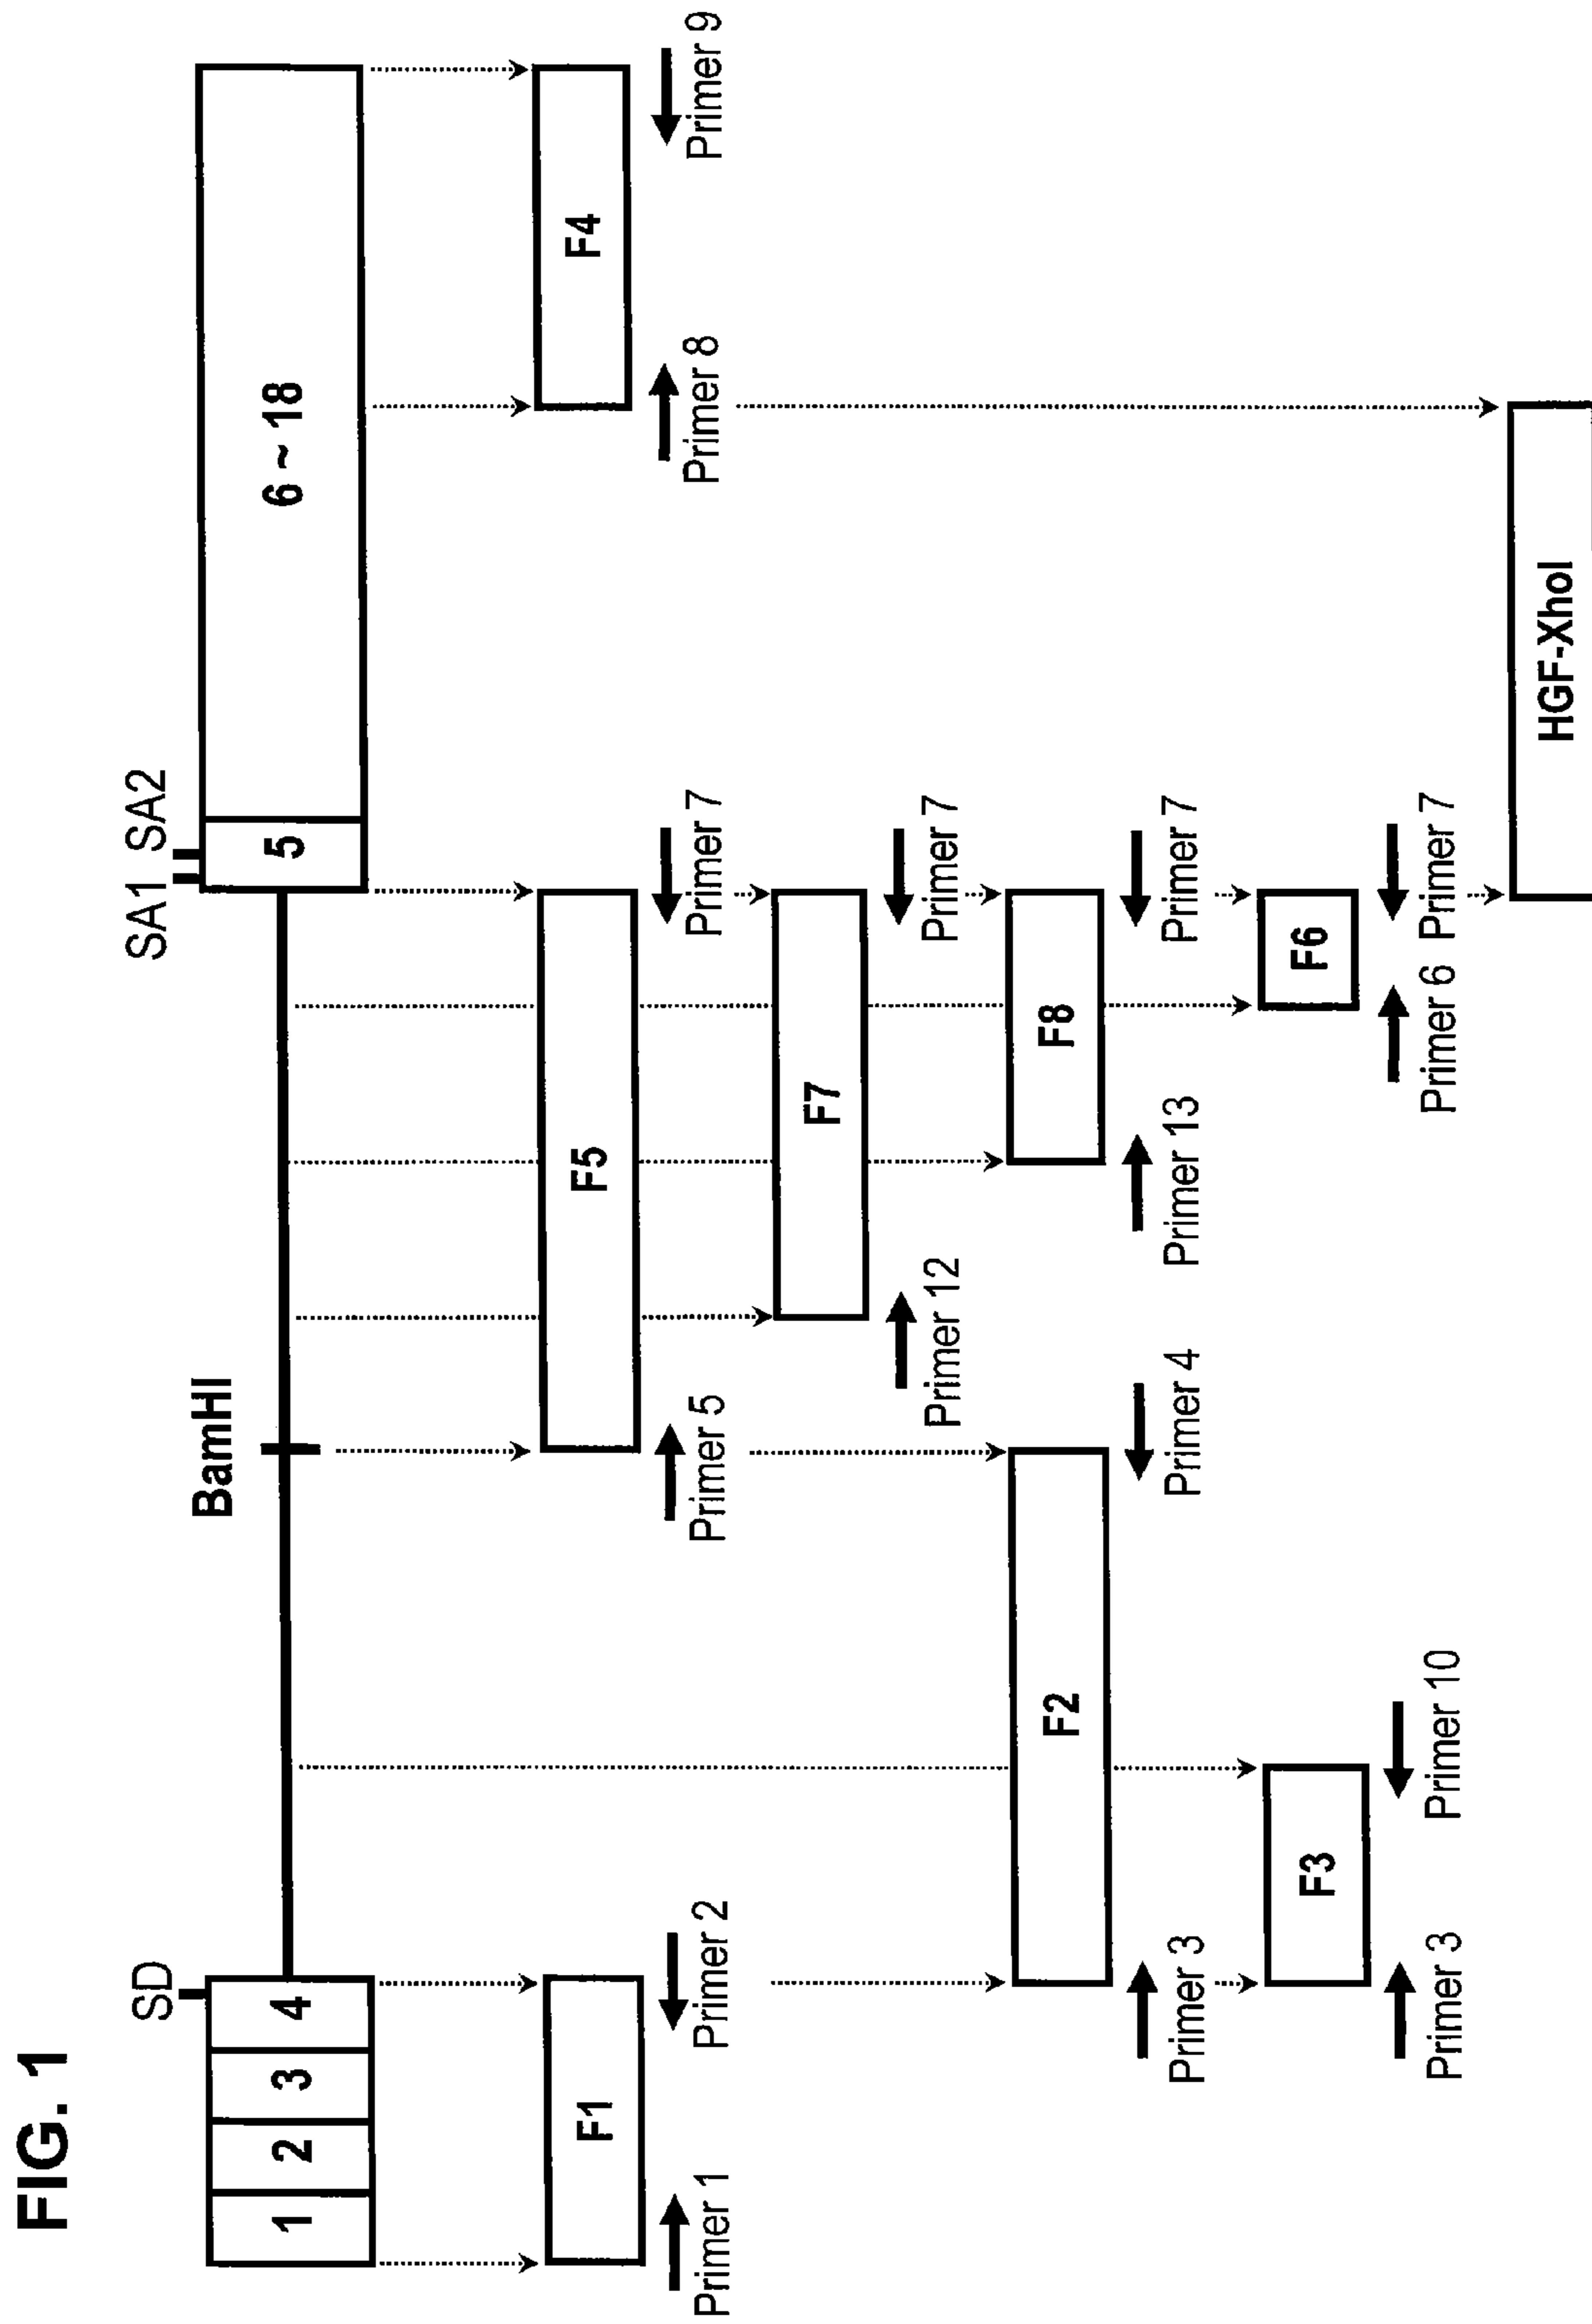 FIG. 1
SD
BamHI
SA1 SA2
1 2 3 4 5 6 ~ 18
F1 F5 F4
Primer 1 Primer 2 Primer 5 Primer 7 Primer 8 Primer 9
F7
Primer 12 Primer 7
F2 F8
Primer 3 Primer 4 Primer 13 Primer 7
F3 F6
Primer 3 Primer 10 Primer 6 Primer 7
HGF-XhoI